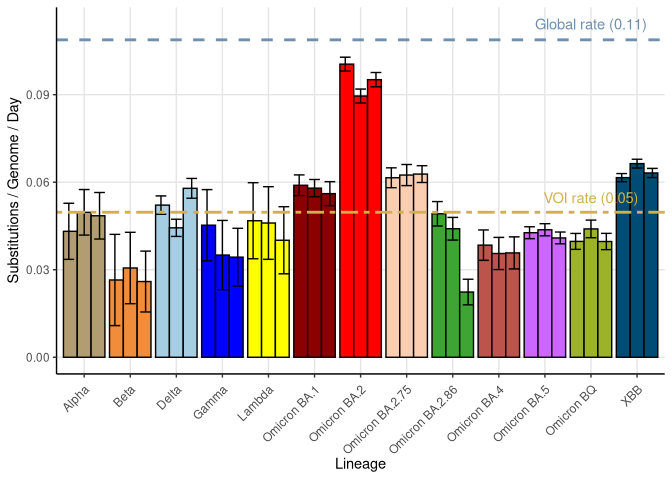 Global rate (0.11)
VOI rate (0.05)
Substitutions / Genome / Day
0.09
0.06
0.03
0.00
Alpha
Beta
Delta
Gamma
Lambda
Omicron BA.1
Omicron BA.2
Omicron BA.2.75
Omicron BA.2.86
Omicron BA.4
Omicron BA.5
Omicron BQ
XBB
Lineage